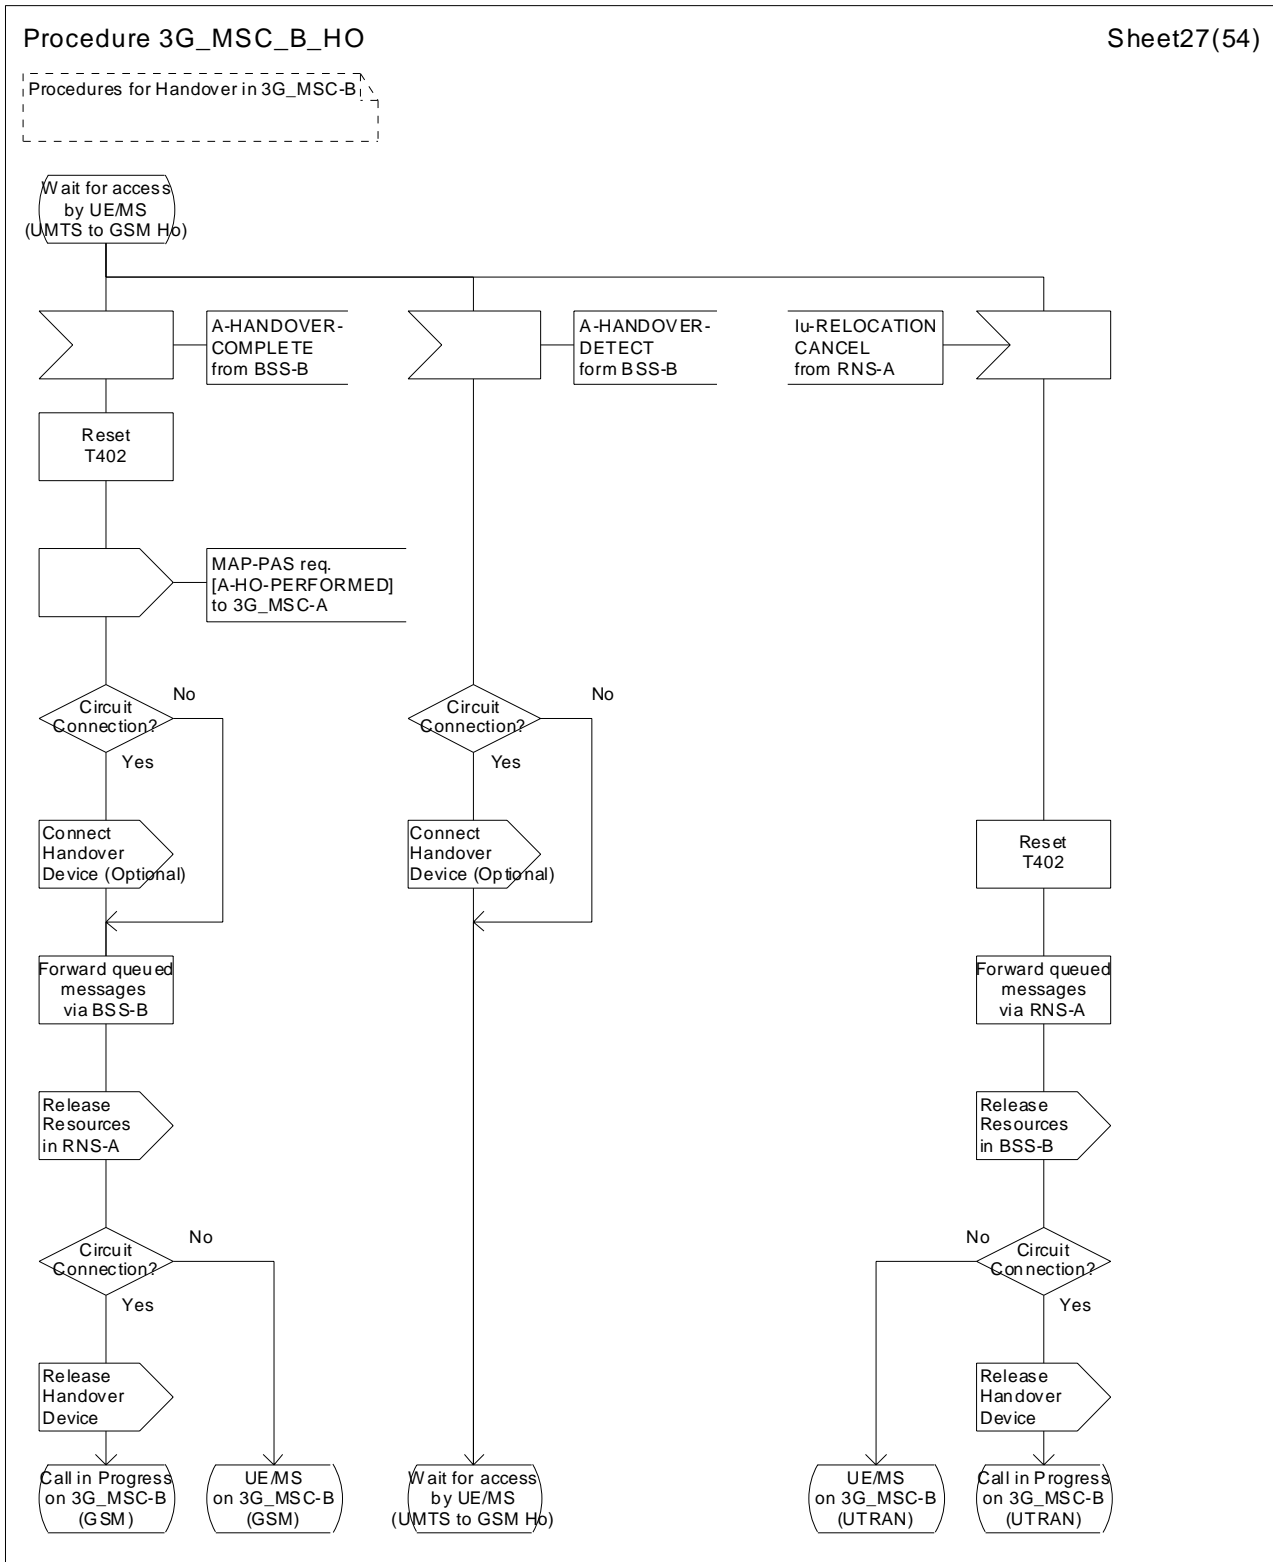 Procedure 3G_MSC_B_HO
Sheet27(54)
Procedures for Handover in 3G_MSC-B
Wait for access
by UE/MS
(UMTS to GSM Ho)
A-HANDOVER-
COMPLETE
from BSS-B
A-HANDOVER-
DETECT
form BSS-B
Iu-RELOCATION
CANCEL
from RNS-A
Reset
T402
MAP-PAS req.
[A-HO-PERFORMED]
to 3G_MSC-A
Circuit
Connection?
No
Yes
Circuit
Connection?
No
Yes
Connect
Handover
Device (Optional)
Connect
Handover
Device (Optional)
Reset
T402
Forward queued
messages
via BSS-B
Forward queued
messages
via RNS-A
Release
Resources
in RNS-A
Release
Resources
in BSS-B
Circuit
Connection?
No
Yes
No
Circuit
Connection?
Yes
Release
Handover
Device
Release
Handover
Device
Call in Progress
on 3G_MSC-B
(GSM)
UE/MS
on 3G_MSC-B
(GSM)
Wait for access
by UE/MS
(UMTS to GSM Ho)
UE/MS
on 3G_MSC-B
(UTRAN)
Call in Progress
on 3G_MSC-B
(UTRAN)